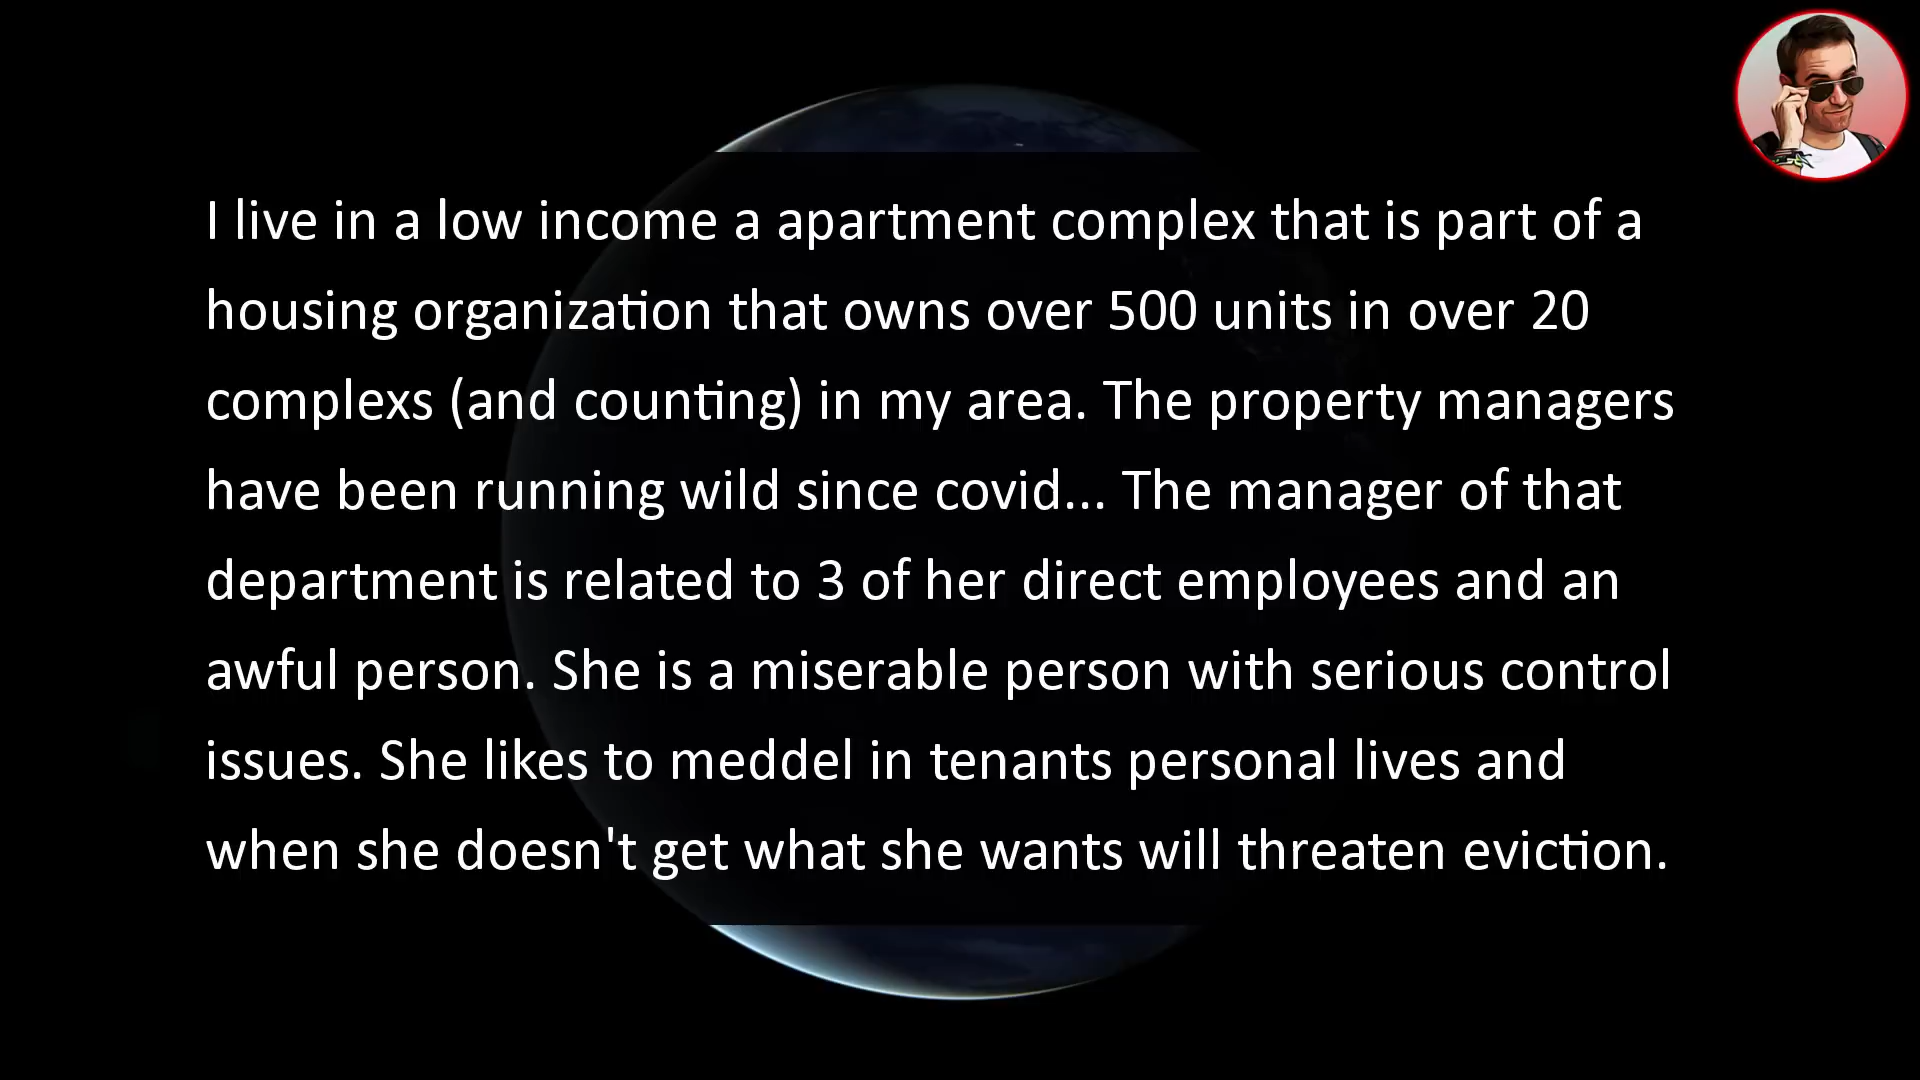 I live in a low income a apartment complex that is part of a
housing organization that owns over 500 units in over 20
complexs (and counting) in my area. The property managers
have been running wild since covid... The manager of that
department is related to 3 of her direct employees and an
awful person. She is a miserable person with serious control
issues. She likes to meddel in tenants personal lives and
when she doesn't get what she wants will threaten eviction.